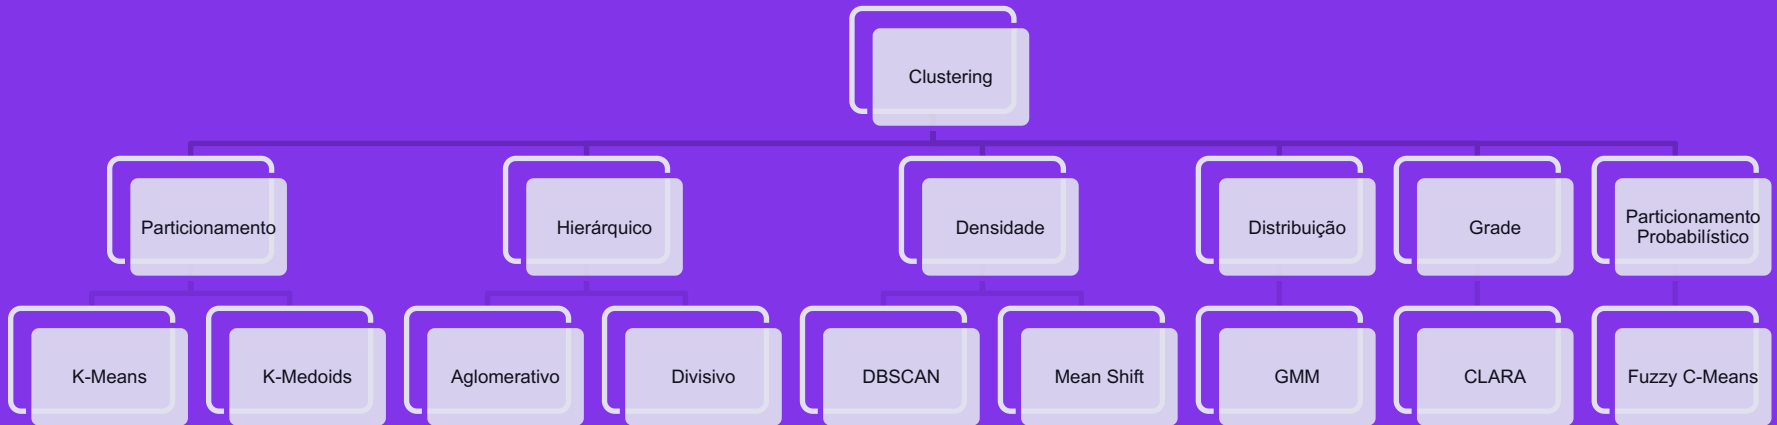 Clustering
Particionamento
Hierárquico
Densidade
Distribuição
Grade
Particionamento
Probabilístico
K-Means
K-Medoids
Aglomerativo
Divisivo
DBSCAN
Mean Shift
GMM
CLARA
Fuzzy C-Means